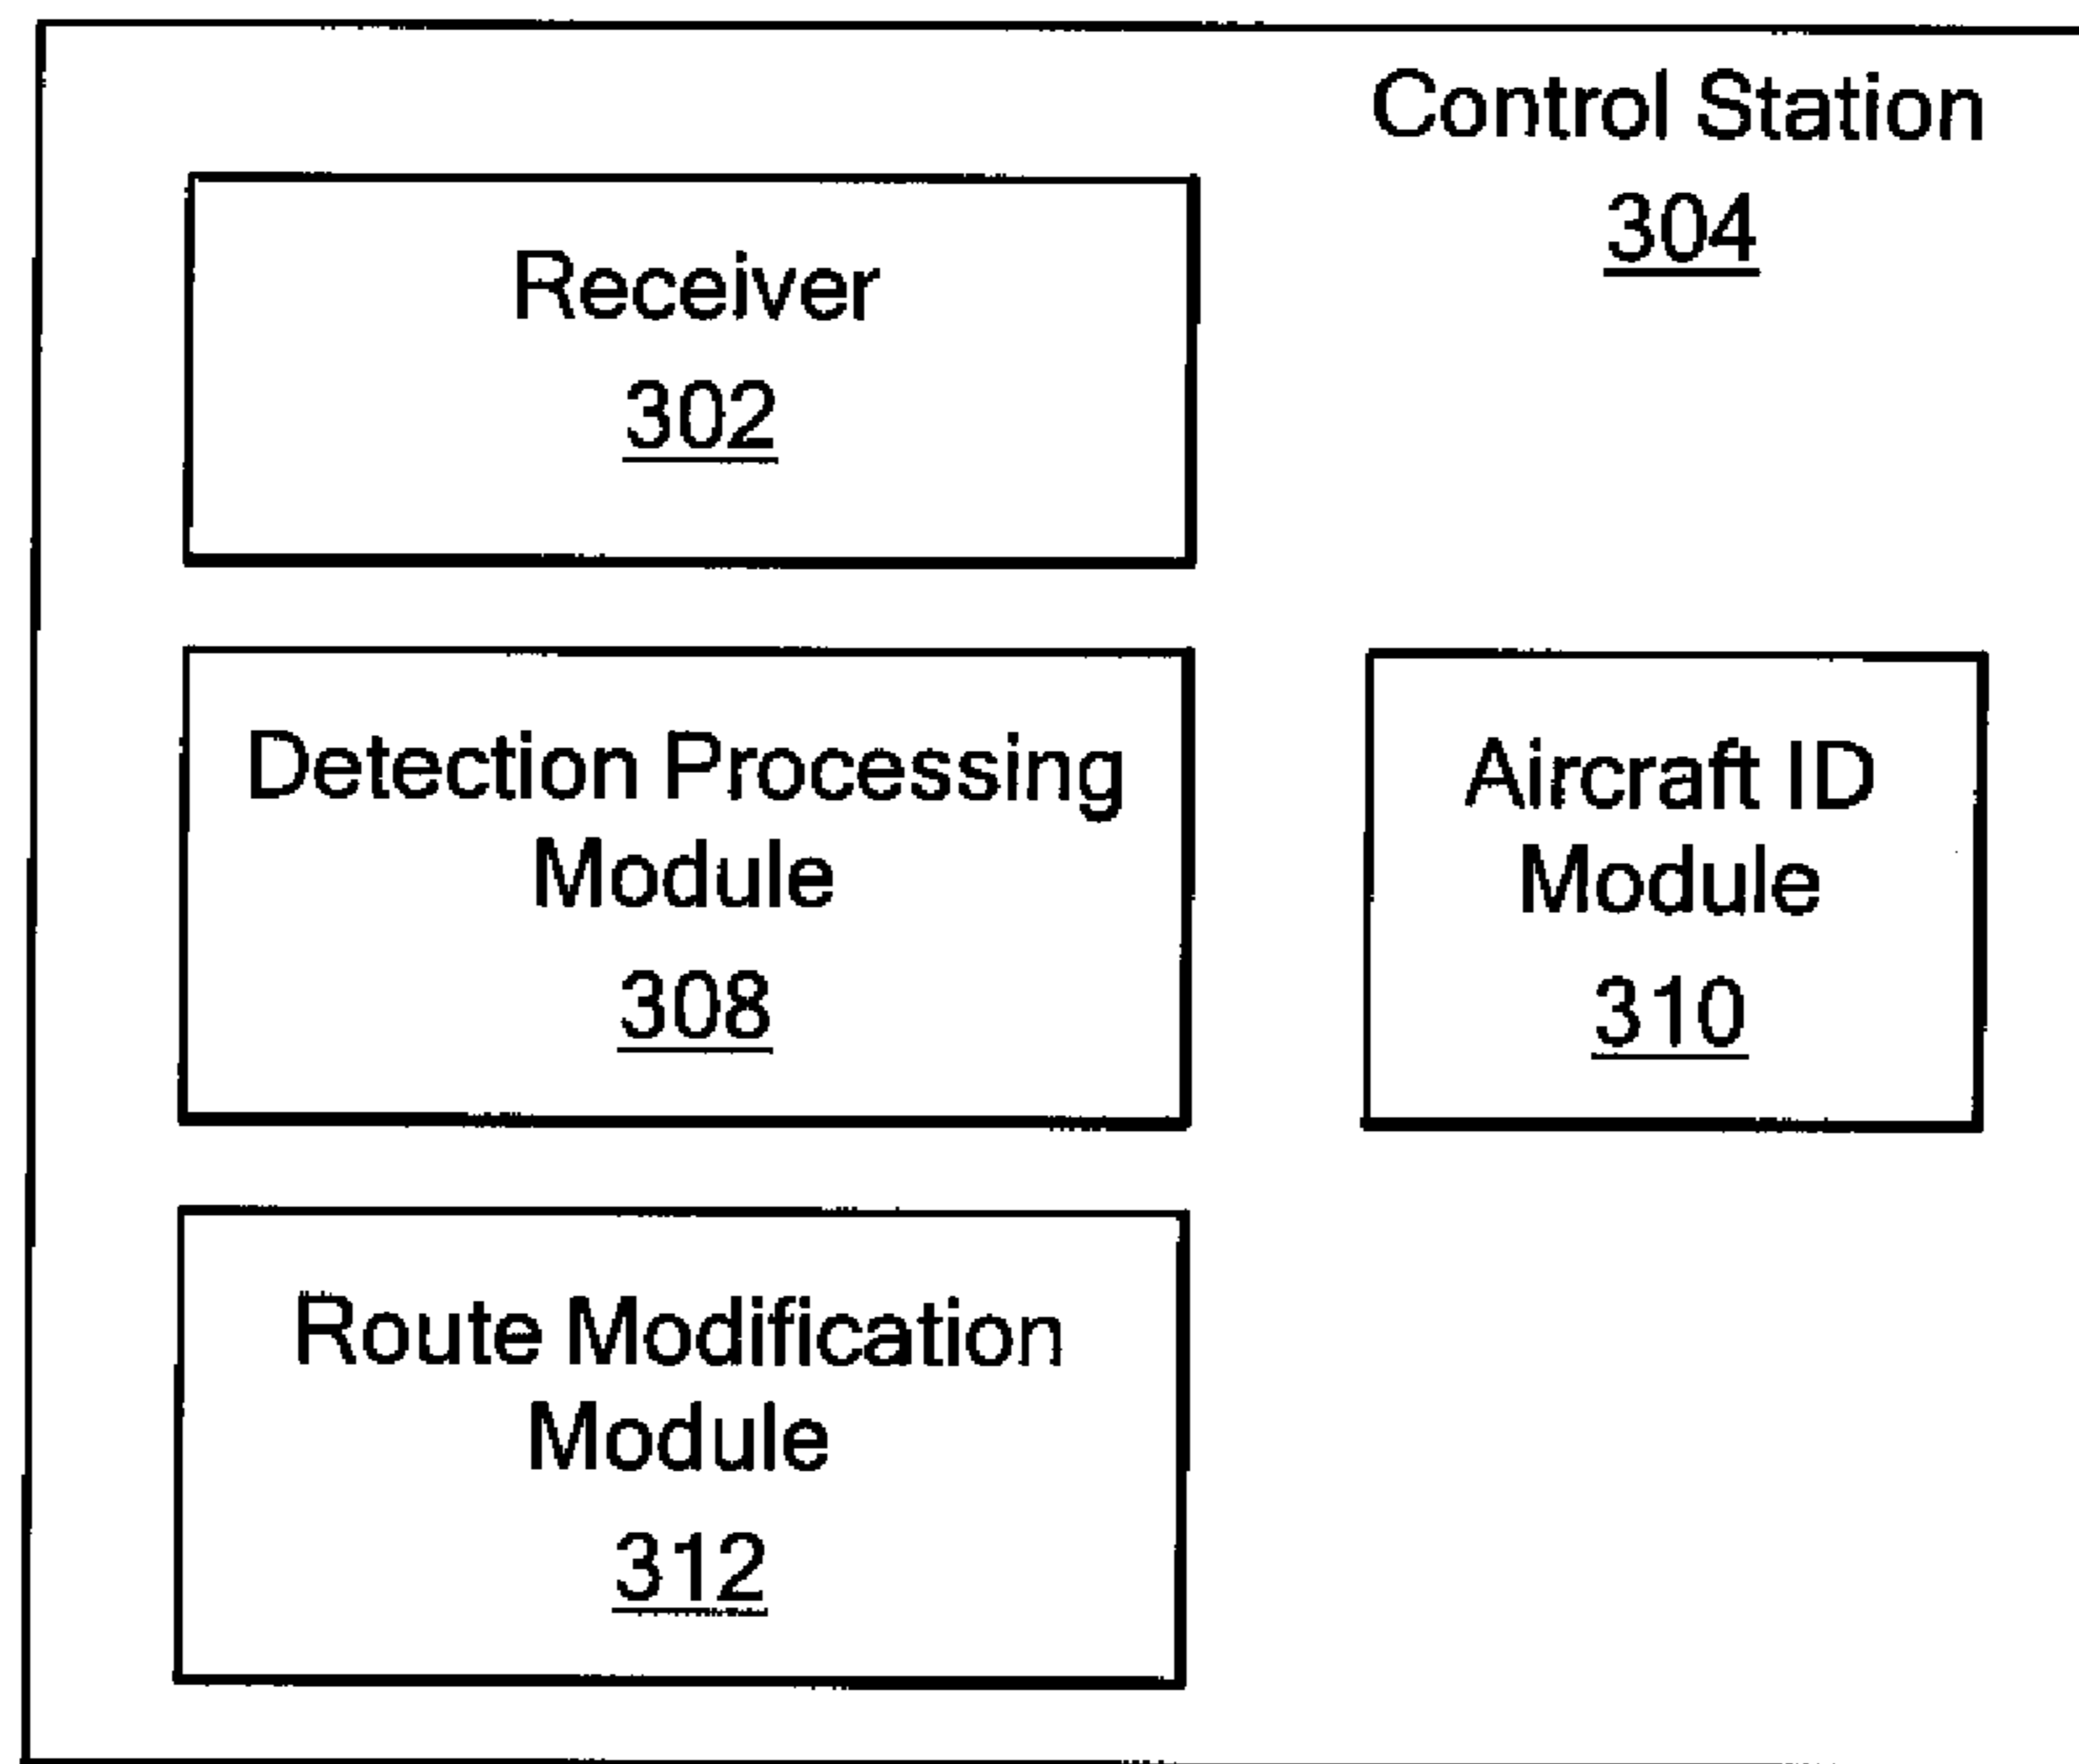 Control Station
304
Receiver
302
Detection Processing
Module
308
Aircraft ID
Module
310
Route Modification
Module
312